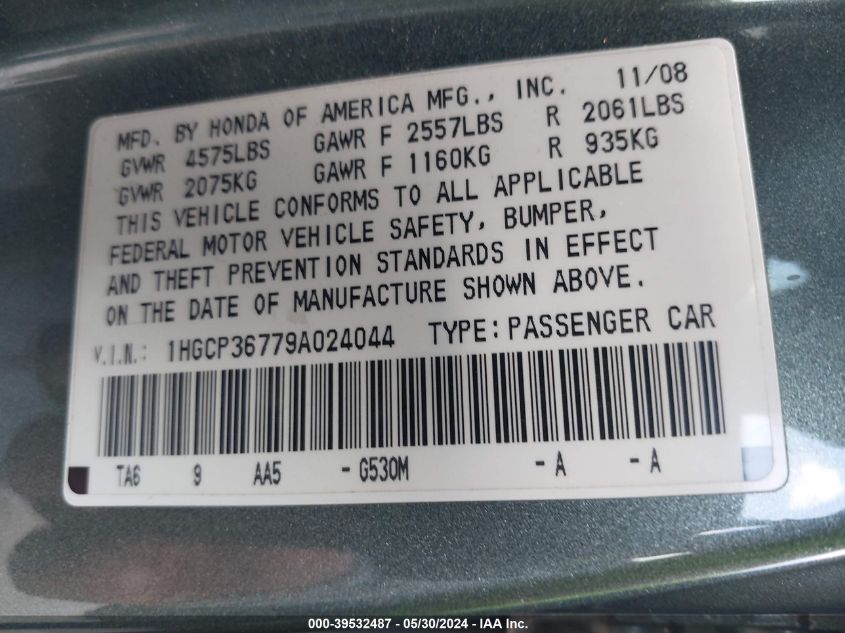 MFD. BY HONDA OF AMERICA MFG., INC. 11/08
GVWR 4575LBS GAWR F 2557LBS R 2061LBS
GVWR 2075KG GAWR F 1160KG R 935KG
THIS VEHICLE CONFORMS TO ALL APPLICABLE
FEDERAL MOTOR VEHICLE SAFETY, BUMPER,
AND THEFT PREVENTION STANDARDS IN EFFECT
ON THE DATE OF MANUFACTURE SHOWN ABOVE.
V.I.N.: 1HGCP36779A024044 TYPE:PASSENGER CAR
TA6 9 AA5 -G530M -A -A
000-39532487 - 05/30/2024 - IAA Inc.